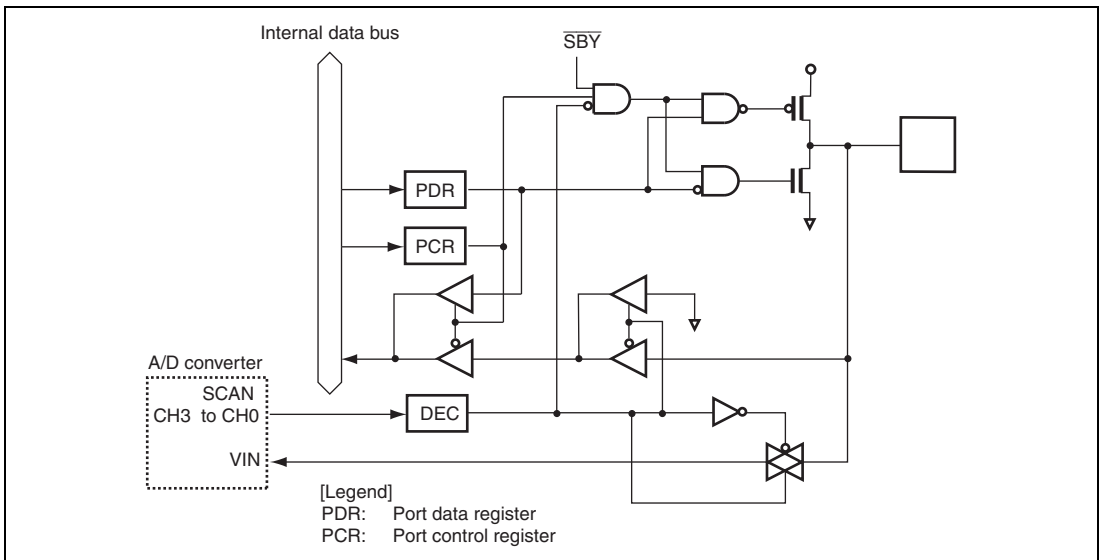 Internal data bus
SBY
PDR
PCR
A/D converter
SCAN
CH3 to CH0
DEC
VIN
[Legend]
PDR: Port data register
PCR: Port control register